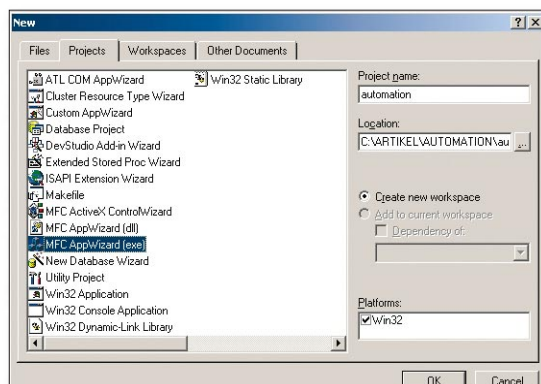 New
Files
Projects
Workspaces
Other Documents
ATL COM AppWizard
Cluster Resource Type Wizard
Custom AppWizard
Database Project
DevStudio Add-in Wizard
Extended Stored Proc Wizard
ISAPI Extension Wizard
Makefile
MFC ActiveX ControlWizard
MFC AppWizard (dll)
MFC AppWizard (exe)
New Database Wizard
Utility Project
Win32 Application
Win32 Console Application
Win32 Dynamic-Link Library
Win32 Static Library
Project name:
automation
Location:
C:\ARTIKEL\AUTOMATION\au
...
Create new workspace
Add to current workspace
Dependency of:
Platforms:
Win32
OK
Cancel